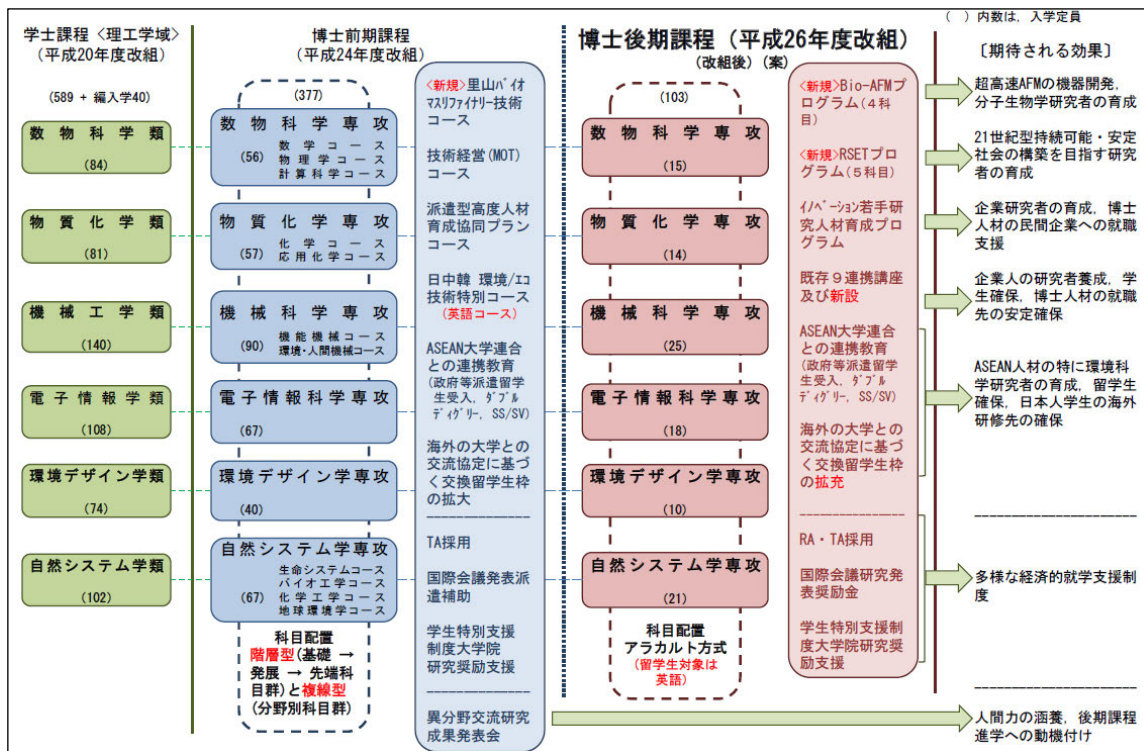 ( ) 内数は, 入学定員
学士課程〈理工学域〉
(平成20年度改組)
(589 + 編入学40)
数物科学類
(84)
物質化学類
(81)
機械工学類
(140)
電子情報学類
(108)
環境デザイン学類
(74)
自然システム学類
(102)
博士前期課程
(平成24年度改組)
(377)
数物科学専攻
(56)
数学コース
物理学コース
計算科学コース
物質化学専攻
(57)
化学コース
応用化学コース
機械科学専攻
(90)
機能機械コース
環境・人間機械コース
電子情報科学専攻
(67)
環境デザイン学専攻
(40)
自然システム学専攻
(67)
生命システムコース
バイオ工学コース
化学工学コース
地球環境学コース
科目配置
階層型(基礎 →
発展 → 先端科
目群)と複線型
(分野別科目群)
〈新規〉里山バイオ
マスリファイナリー技術
コース
技術経営(MOT)
コース
派遣型高度人材
育成協同プラン
コース
日中韓 環境/エコ
技術特別コース
(英語コース)
ASEAN大学連合
との連携教育
(政府等派遣留学
生受入, ダブル
ディグリー, SS/SV)
海外の大学との
交流協定に基づ
く交換留学生枠
の拡大
TA採用
国際会議発表派
遣補助
学生特別支援
制度大学院
研究奨励支援
異分野交流研究
成果発表会
博士後期課程 (平成26年度改組)
(改組後) (案)
(103)
数物科学専攻
(15)
物質化学専攻
(14)
機械科学専攻
(25)
電子情報科学専攻
(18)
環境デザイン学専攻
(10)
自然システム学専攻
(21)
科目配置
アラカルト方式
(留学生対象は
英語)
〈新規〉Bio-AFMプ
ログラム(4科
目)
〈新規〉RSETプロ
グラム(5科目)
イノベーション若手研
究人材育成プロ
グラム
既存9連携講座
及び新設
ASEAN大学連合
との連携教育
(政府等派遣留学
生受入, ダブル
ディグリー, SS/SV)
海外の大学との
交流協定に基づ
く交換留学生枠
の拡充
RA・TA採用
国際会議研究発
表奨励金
学生特別支援制
度大学院研究奨
励支援
〔期待される効果〕
超高速AFMの機器開発,
分子生物学研究者の育成
21世紀型持続可能・安定
社会の構築を目指す研究
者の育成
企業研究者の育成, 博士
人材の民間企業への就職
支援
企業人の研究者養成, 学
生確保, 博士人材の就職
先の安定確保
ASEAN人材の特に環境科
学研究者の育成, 留学生
確保, 日本人学生の海外
研修先の確保
多様な経済的就学支援制
度
人間力の涵養, 後期課程
進学への動機付け